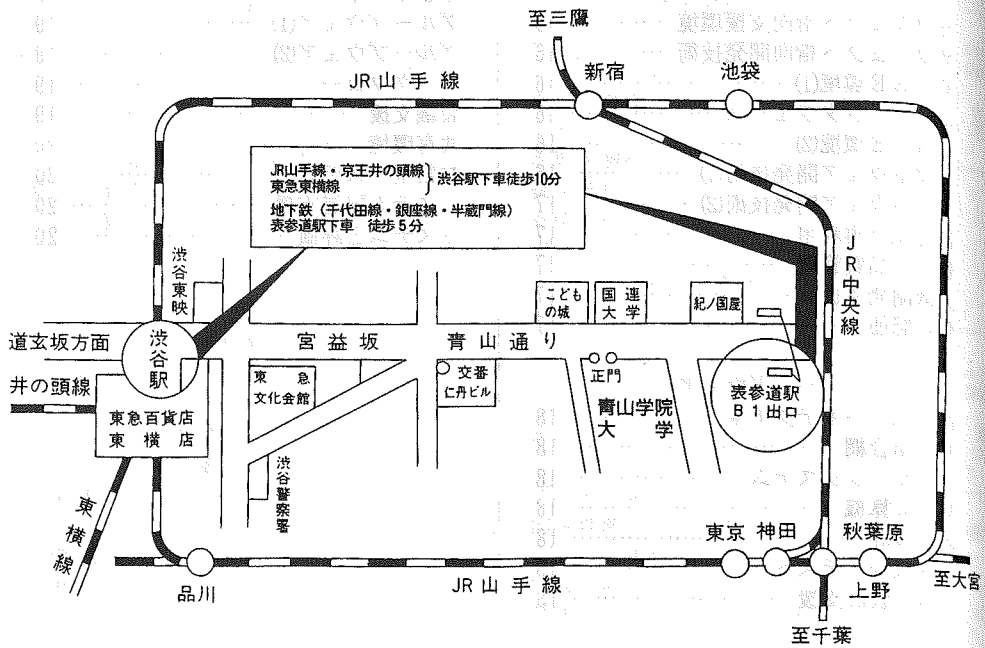 至三鷹
新宿
池袋
JR山手線
JR山手線・京王井の頭線
東急東横線
渋谷駅下車徒歩10分
地下鉄（千代田線・銀座線・半蔵門線）
表参道駅下車 徒歩5分
JR中央線
渋谷東映
こどもの城
国連大学
紀ノ国屋
道玄坂方面
渋谷駅
宮益坂
青山通り
井の頭線
東急文化会館
交番
仁丹ビル
正門
青山学院大学
表参道駅
B1出口
東急百貨店
東横店
渋谷警察署
東横線
東京
神田
秋葉原
品川
JR山手線
上野
至大宮
至千葉